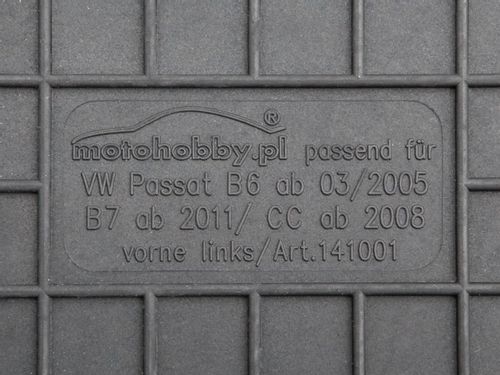 motohobby.pl® passend für
VW Passat B6 ab 03/2005
B7 ab 2011/ CC ab 2008
vorne links/Art.141001